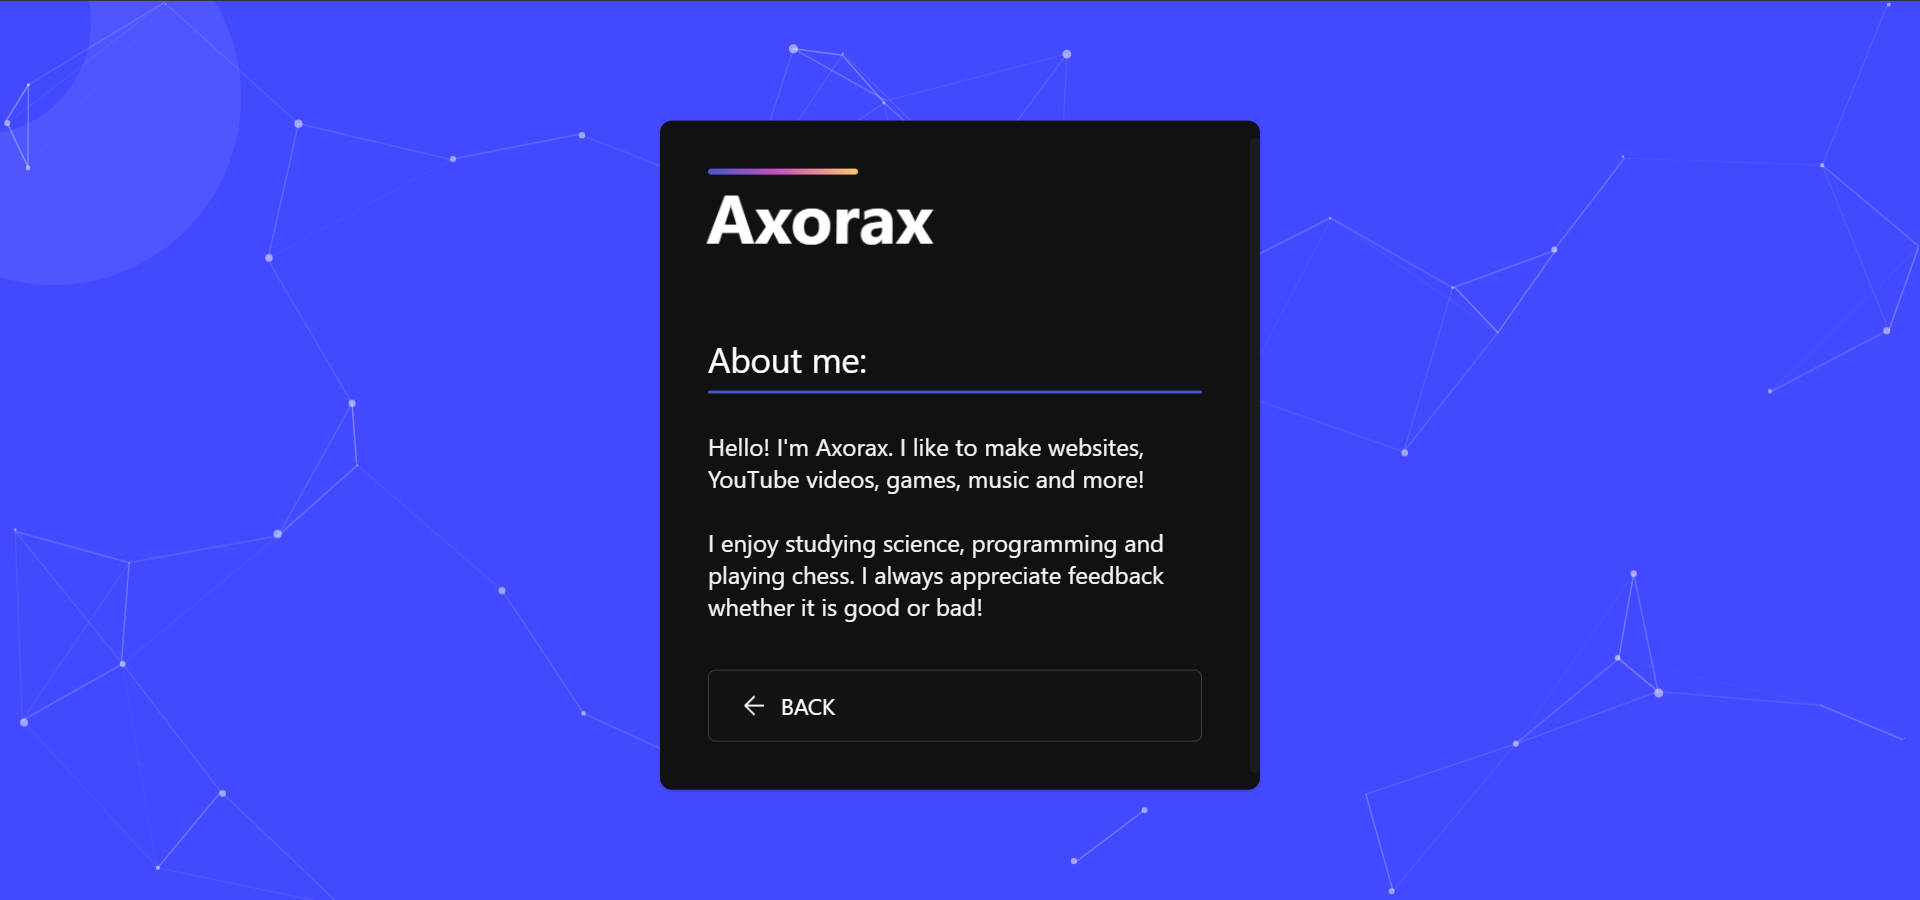 Axorax
About me:
Hello! I'm Axorax. I like to make websites,
YouTube videos, games, music and more!
I enjoy studying science, programming and
playing chess. I always appreciate feedback
whether it is good or bad!
BACK